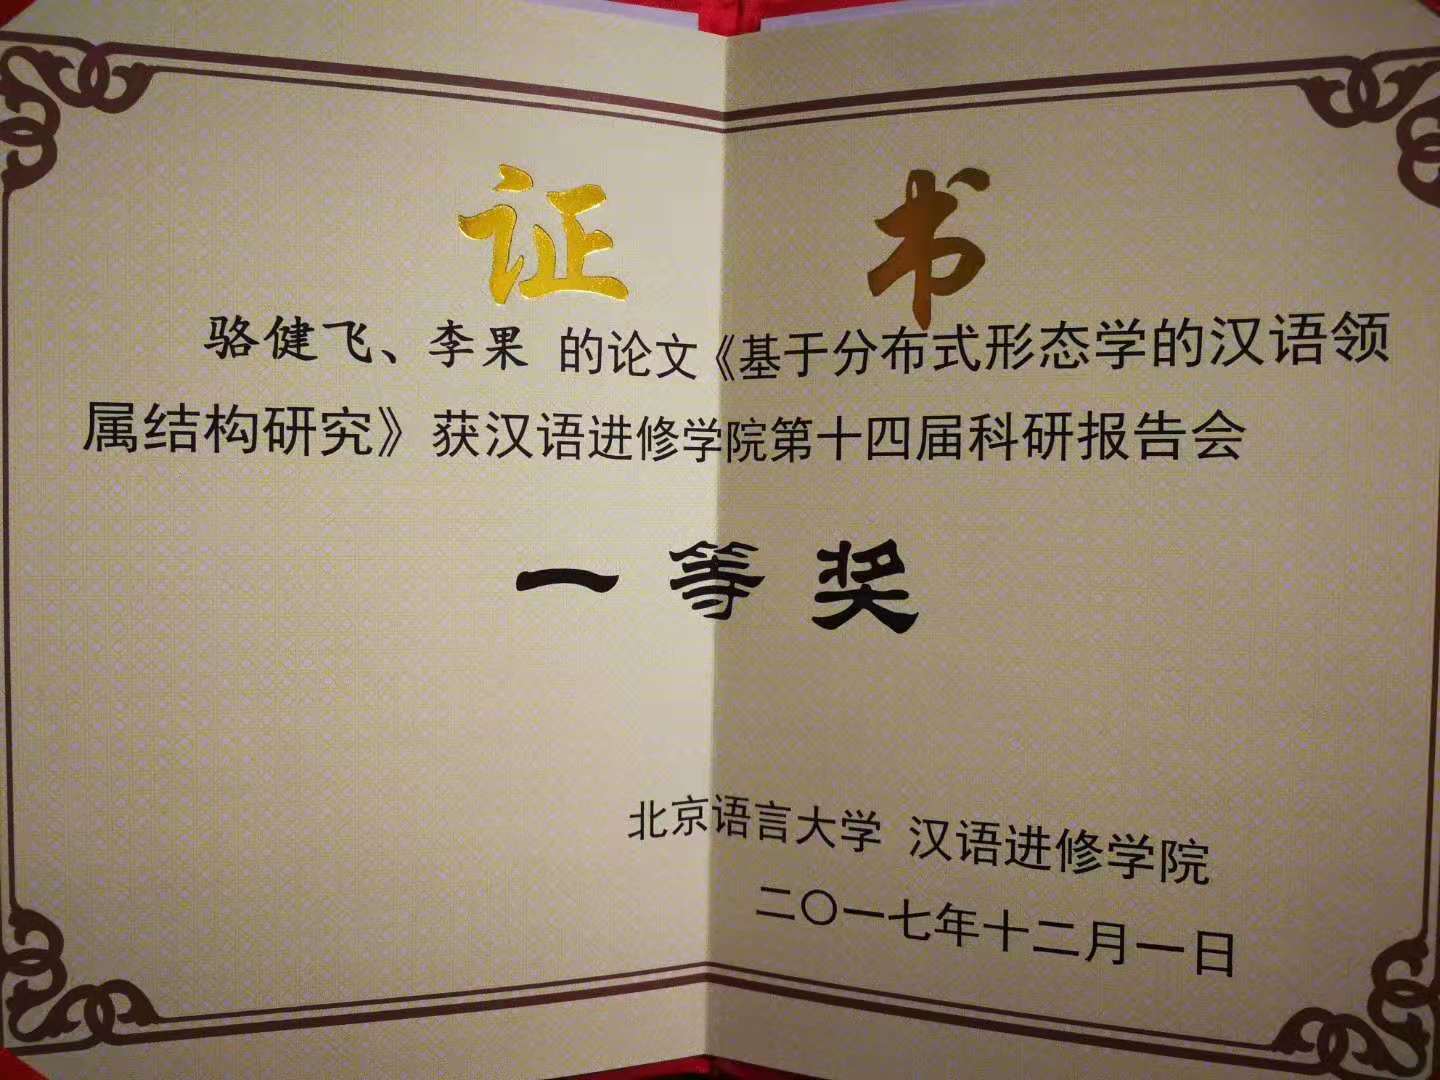 证书
骆健飞、李果 的论文《基于分布式形态学的汉语领
属结构研究》获汉语进修学院第十四届科研报告会
一等奖
北京语言大学 汉语进修学院
二〇一七年十二月一日